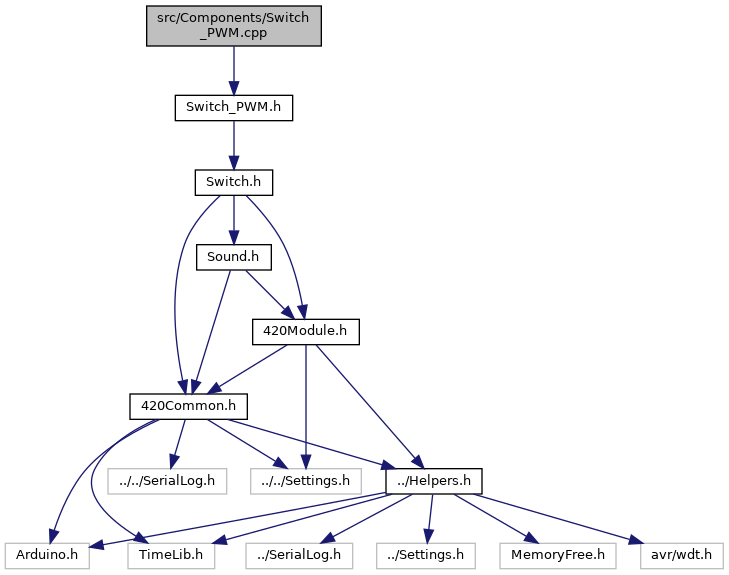 src/Components/Switch
_PWM.cpp
Switch_PWM.h
Switch.h
Sound.h
420Module.h
420Common.h
../../SerialLog.h
../../Settings.h
../Helpers.h
Arduino.h
TimeLib.h
../SerialLog.h
../Settings.h
MemoryFree.h
avr/wdt.h